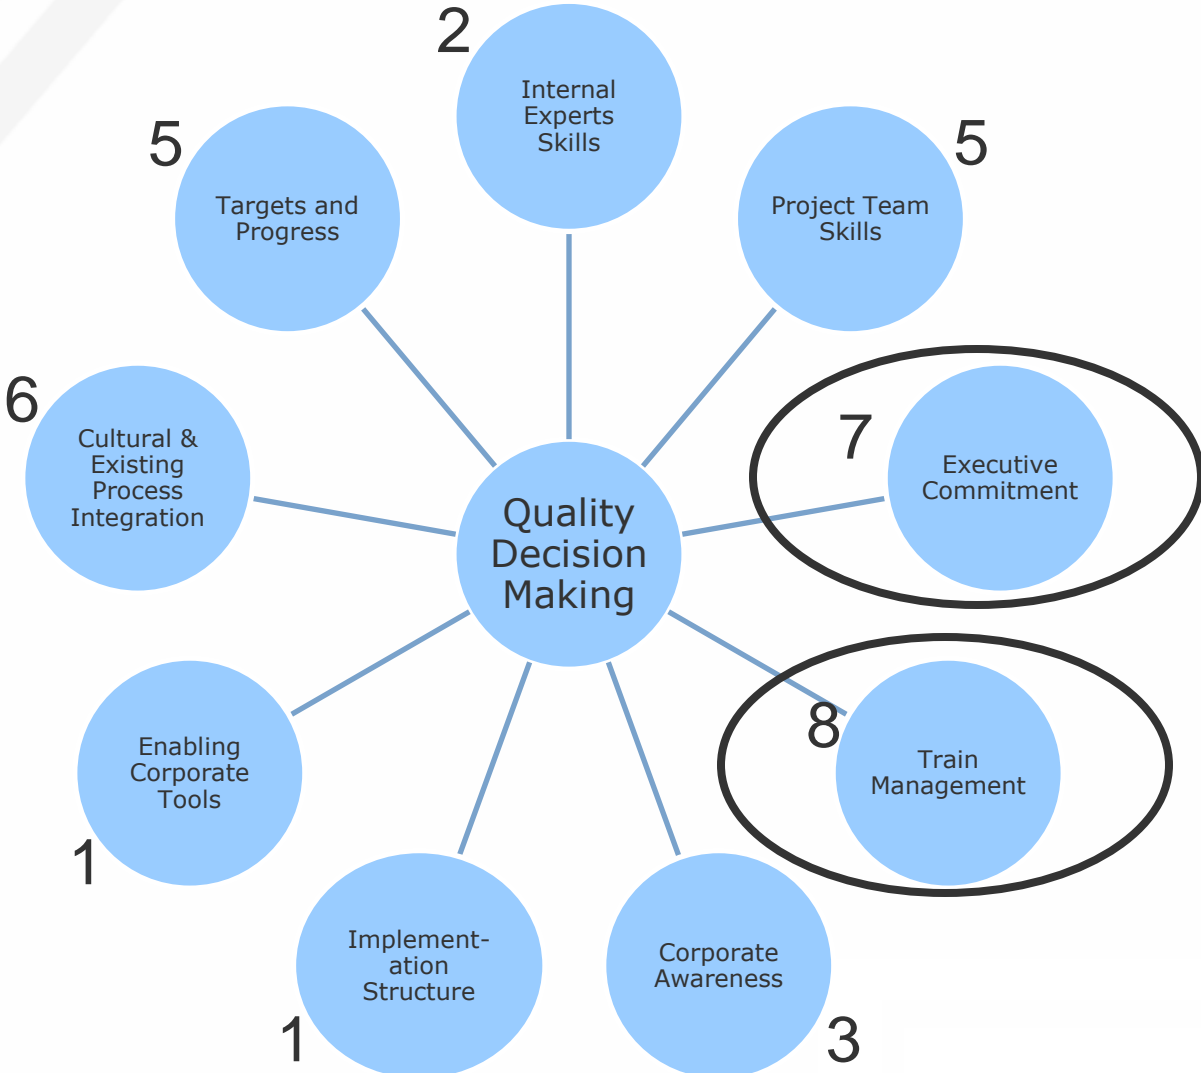 2
Internal
Experts
Skills
5
Project Team
Skills
7
Executive
Commitment
8
Train
Management
Corporate
Awareness
3
Implement-
ation
Structure
1
Enabling
Corporate
Tools
1
6
Cultural &
Existing
Process
Integration
5
Targets and
Progress
Quality
Decision
Making